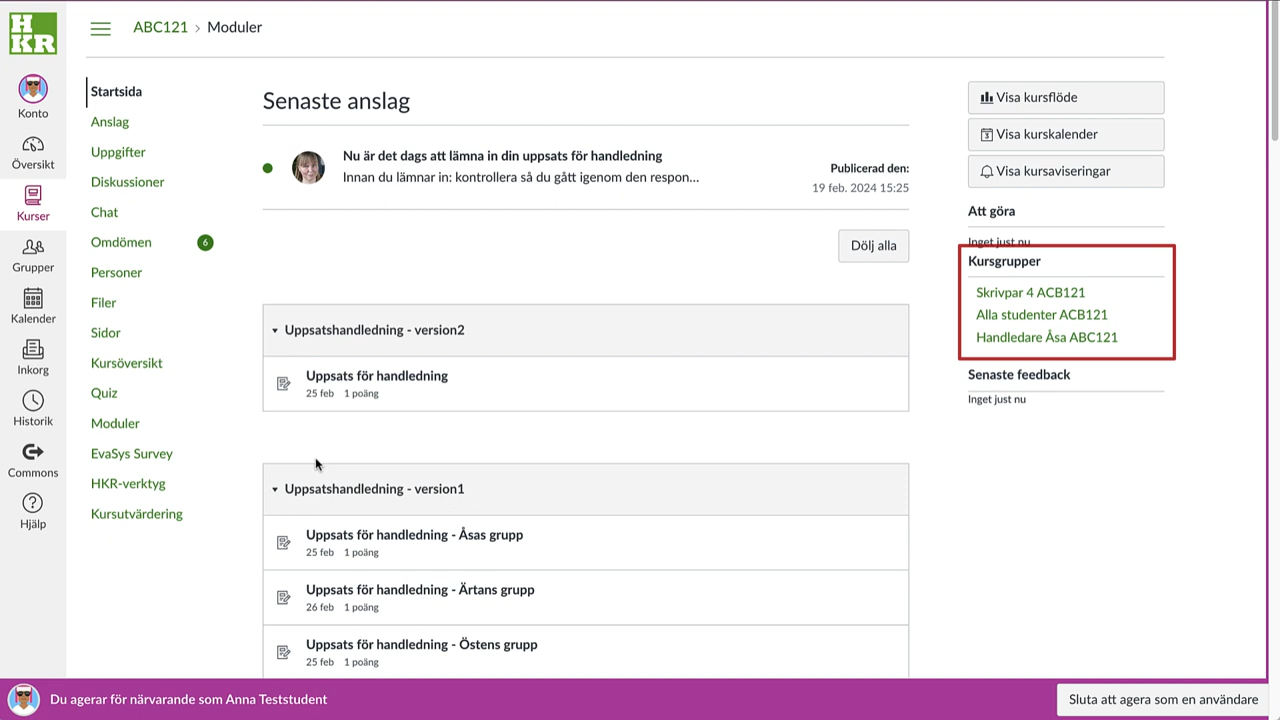 HKR
ABC121 › Moduler
Konto
Översikt
Kurser
Grupper
Kalender
Inkorg
Historik
Commons
Hjälp
Startsida
Anslag
Uppgifter
Diskussioner
Chat
Omdömen 6
Personer
Filer
Sidor
Kursöversikt
Quiz
Moduler
EvaSys Survey
HKR-verktyg
Kursutvärdering
Senaste anslag
Nu är det dags att lämna in din uppsats för handledning
Innan du lämnar in: kontrollera så du gått igenom den respon...
Publicerad den:
19 feb. 2024 15:25
Dölj alla
Uppsatshandledning - version2
Uppsats för handledning
25 feb 1 poäng
Uppsatshandledning - version1
Uppsats för handledning - Åsas grupp
25 feb 1 poäng
Uppsats för handledning - Ärtans grupp
26 feb 1 poäng
Uppsats för handledning - Östens grupp
25 feb 1 poäng
Visa kursflöde
Visa kurskalender
Visa kursaviseringar
Att göra
Inget just nu
Kursgrupper
Skrivpar 4 ACB121
Alla studenter ACB121
Handledare Åsa ABC121
Senaste feedback
Inget just nu
Du agerar för närvarande som Anna Teststudent
Sluta att agera som en användare